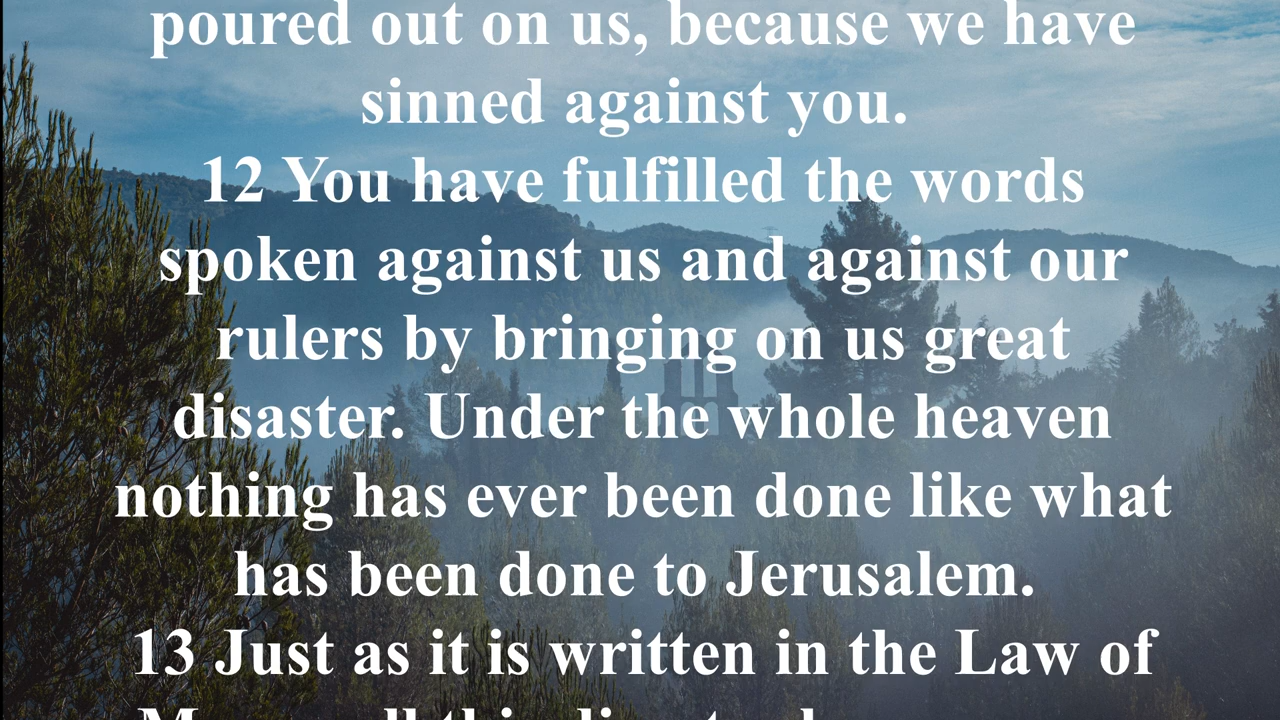 poured out on us, because we have
sinned against you.
12 You have fulfilled the words
spoken against us and against our
rulers by bringing on us great
disaster. Under the whole heaven
nothing has ever been done like what
has been done to Jerusalem.
13 Just as it is written in the Law of